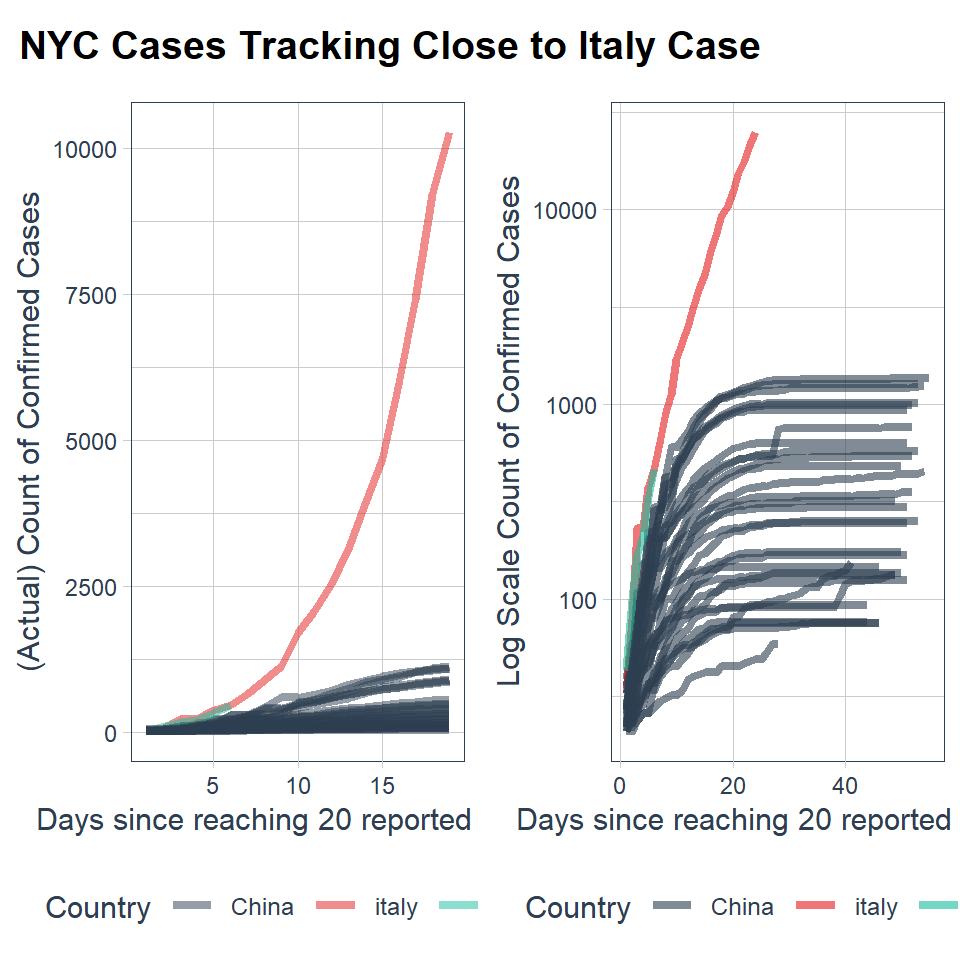 NYC Cases Tracking Close to Italy Case
(Actual) Count of Confirmed Cases
10000
7500
5000
2500
0
5 10 15
Days since reaching 20 reported
Country China italy
Log Scale Count of Confirmed Cases
10000
1000
100
0 20 40
Days since reaching 20 reported
Country China italy